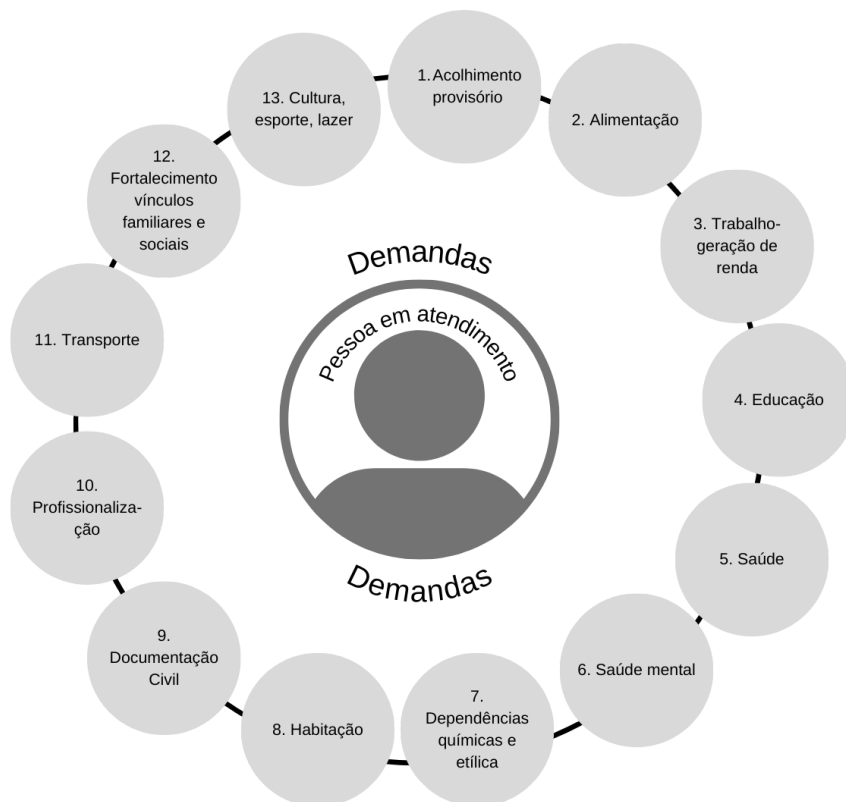 1.Acolhimento
provisório
2. Alimentação
3. Trabalho-
geração de
renda
4. Educação
5. Saúde
6. Saúde mental
7.
Dependências
químicas e
etílica
8. Habitação
9.
Documentação
Civil
10.
Profissionaliza-
ção
11. Transporte
12.
Fortalecimento
vínculos
familiares e
sociais
13. Cultura,
esporte, lazer
Demandas
Pessoa em atendimento
Demandas